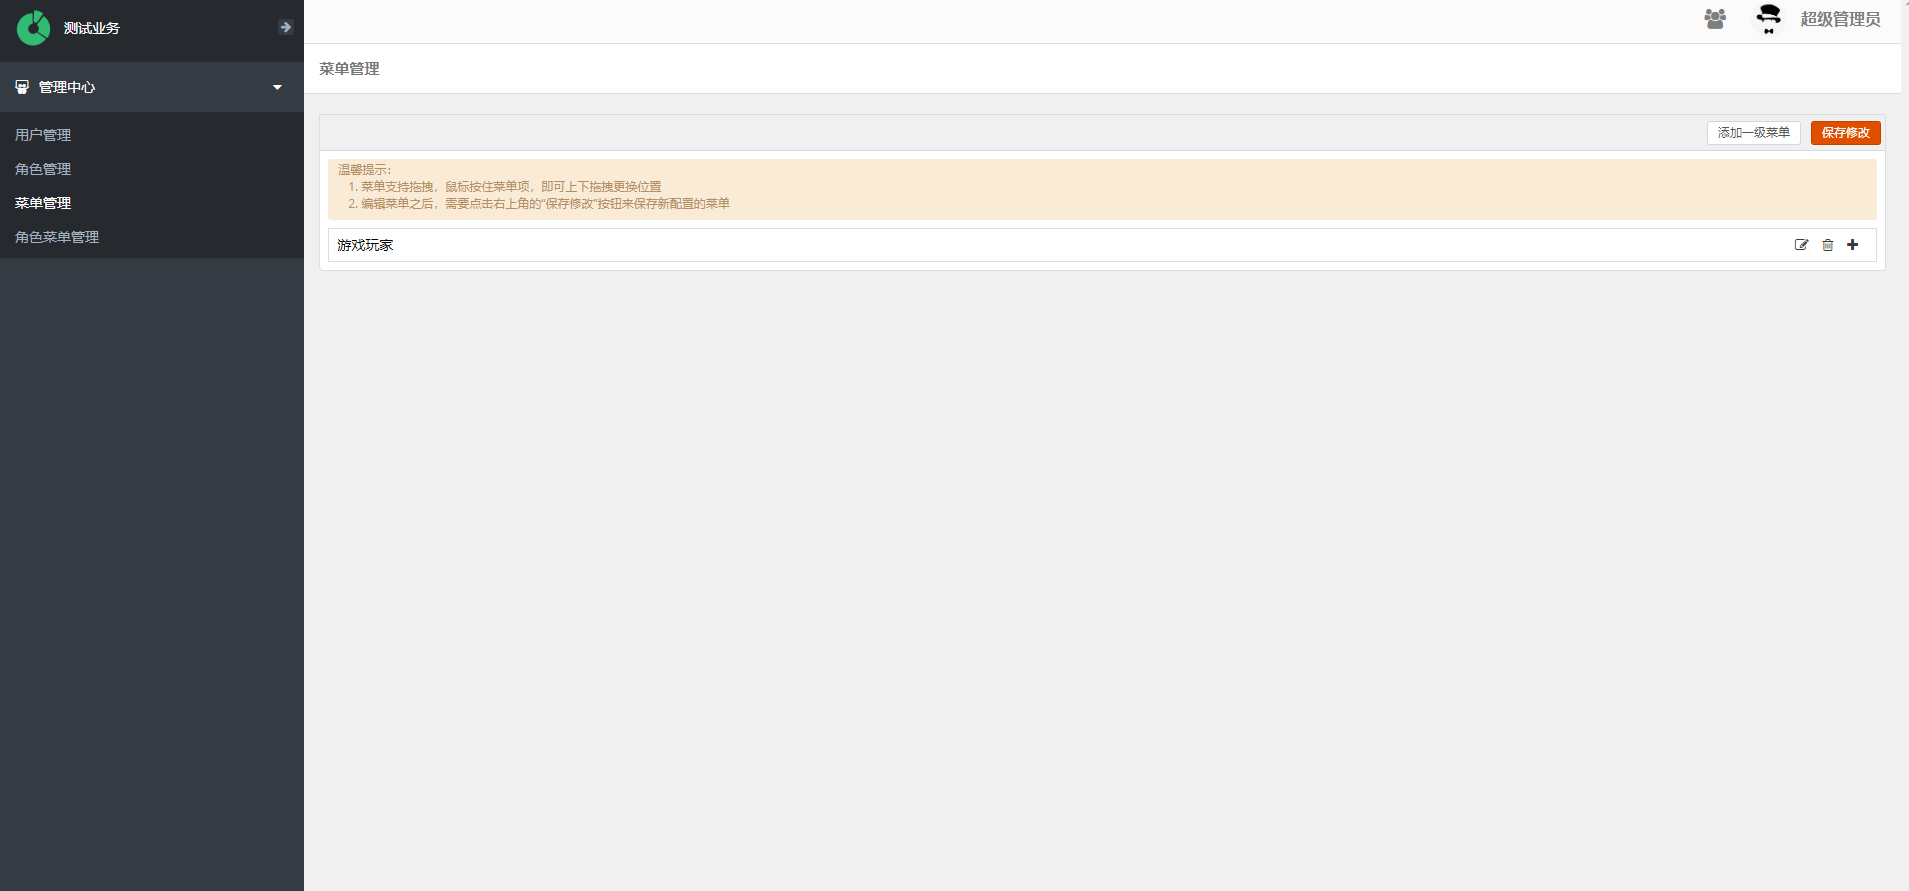 测试业务
超级管理员
管理中心
用户管理
角色管理
菜单管理
角色菜单管理
菜单管理
添加一级菜单
保存修改
温馨提示：
1. 菜单支持拖拽，鼠标按住菜单项，即可上下拖拽更换位置
2. 编辑菜单之后，需要点击右上角的“保存修改”按钮来保存新配置的菜单
游戏玩家